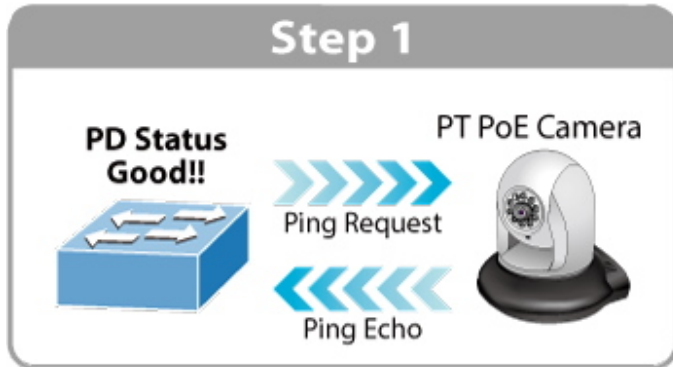 Step 1
PD Status
Good!!
PT PoE Camera
Ping Request
Ping Echo